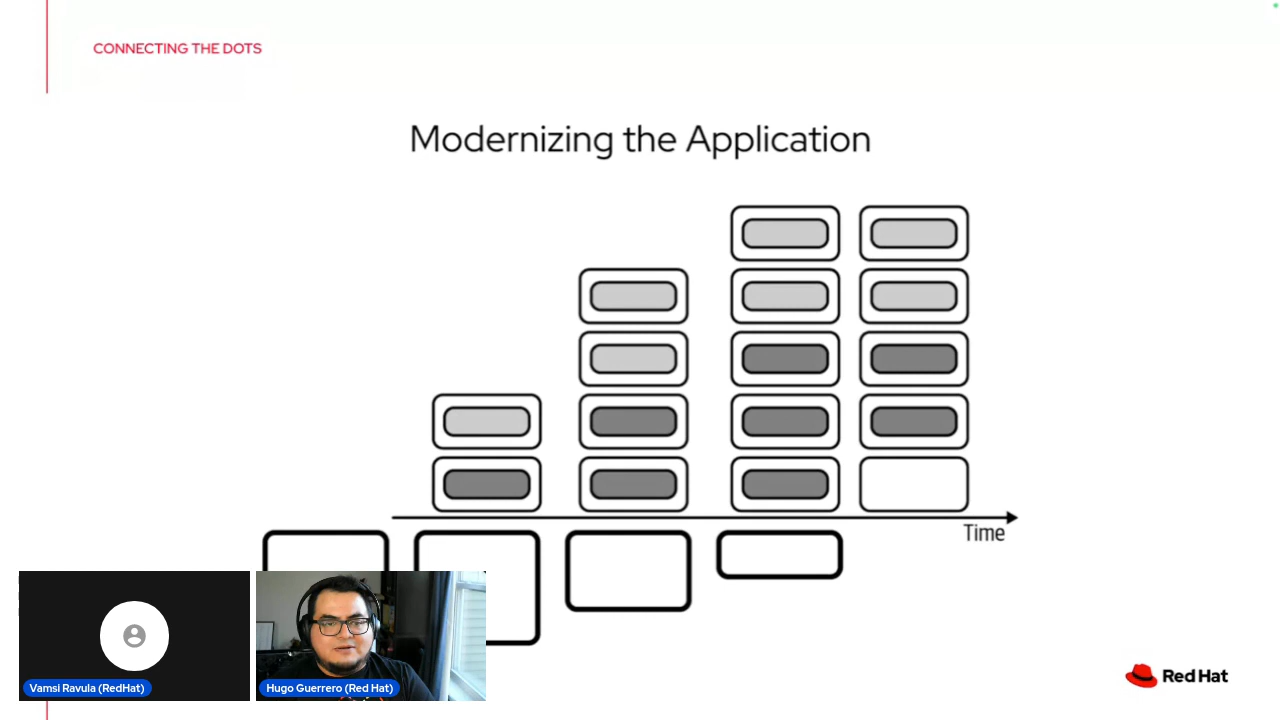 CONNECTING THE DOTS
Modernizing the Application
Time
Vamsi Ravula (RedHat)
Hugo Guerrero (Red Hat)
Red Hat